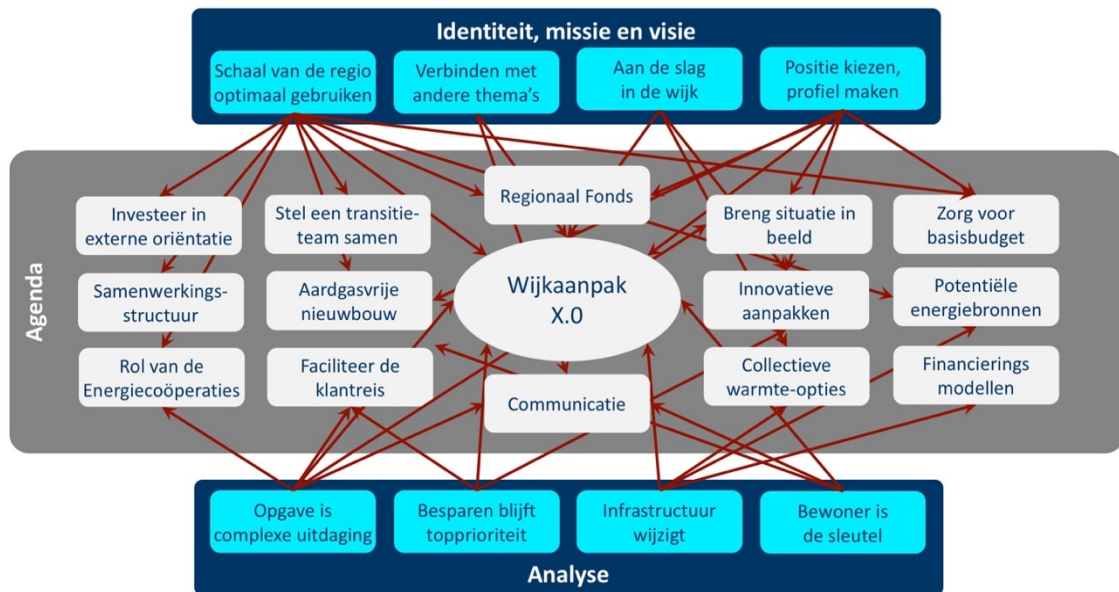 Identiteit, missie en visie
Schaal van de regio
optimaal gebruiken
Verbinden met
andere thema's
Aan de slag
in de wijk
Positie kiezen,
profiel maken
Agenda
Regionaal Fonds
Investeer in
externe oriëntatie
Stel een transitie-
team samen
Breng situatie in
beeld
Zorg voor
basisbudget
Samenwerkings-
structuur
Aardgasvrije
nieuwbouw
Wijkaanpak
X.0
Innovatieve
aanpakken
Potentiële
energiebronnen
Rol van de
Energiecoöperaties
Faciliteer de
klantreis
Communicatie
Collectieve
warmte-opties
Financierings
modellen
Opgave is
complexe uitdaging
Besparen blijft
topprioriteit
Infrastructuur
wijzigt
Bewoner is
de sleutel
Analyse